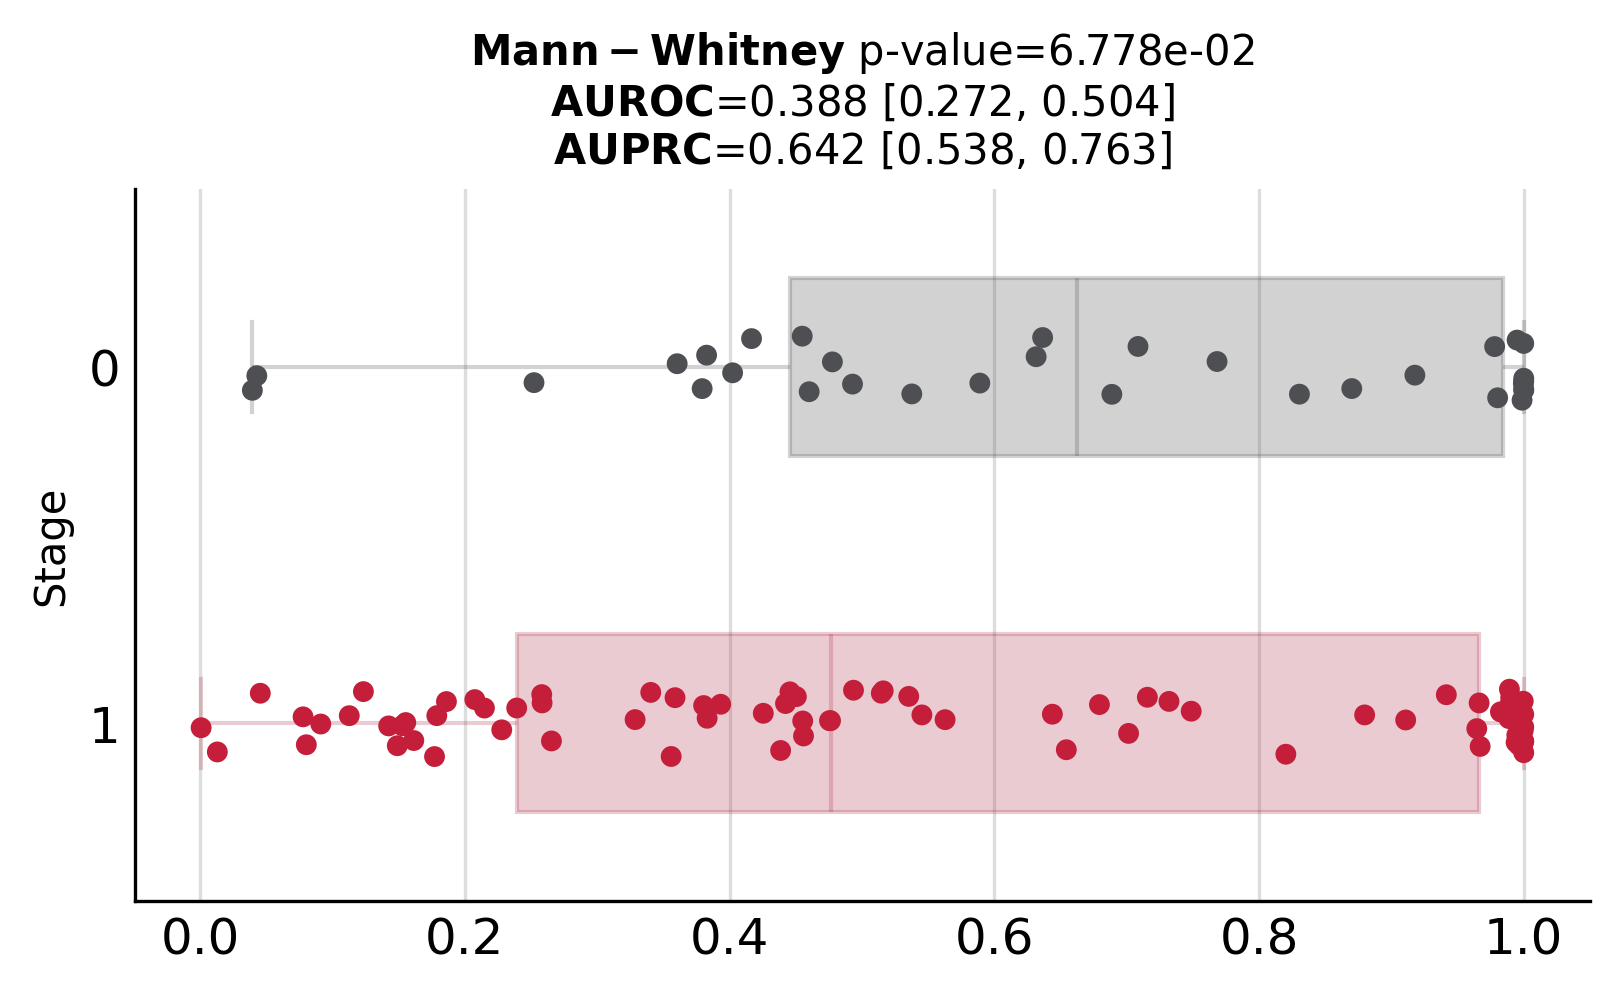 Mann − Whitney p-value=6.778e-02
AUROC=0.388 [0.272, 0.504]
AUPRC=0.642 [0.538, 0.763]
0
Stage
1
0.0 0.2 0.4 0.6 0.8 1.0